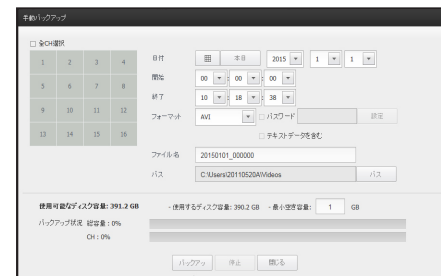 手動バックアップ
全CH選択
1 2 3 4
5 6 7 8
9 10 11 12
13 14 15 16
日付 本日 2015 1 1
開始 00 : 00 : 00
終了 10 : 18 : 38
フォーマット AVI パスワード 設定
テキストデータを含む
ファイル名 20150101_000000
パス C:\Users\20110520A\Videos パス
使用可能なディスク容量: 391.2 GB - 使用するディスク容量: 390.2 GB - 最小空き容量: 1 GB
バックアップ状況 総容量 : 0%
CH : 0%
バックアッ 停止 閉じる